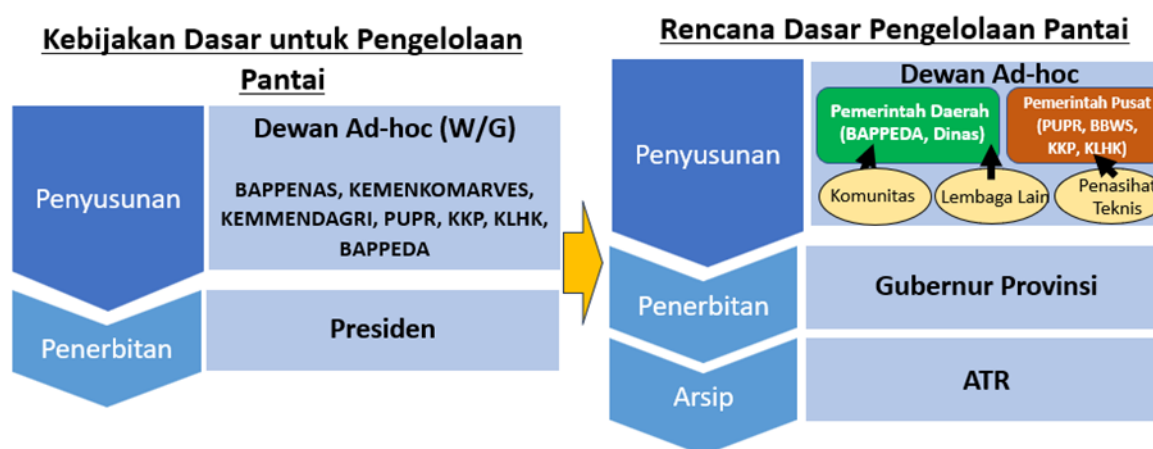 Kebijakan Dasar untuk Pengelolaan
Pantai
Penyusunan
Dewan Ad-hoc (W/G)
BAPPENAS, KEMENKOMARVES,
KEMMENDAGRI, PUPR, KKP, KLHK,
BAPPEDA
Penerbitan
Presiden
Rencana Dasar Pengelolaan Pantai
Penyusunan
Dewan Ad-hoc
Pemerintah Daerah
(BAPPEDA, Dinas)
Pemerintah Pusat
(PUPR, BBWS,
KKP, KLHK)
Komunitas
Lembaga Lain
Penasihat
Teknis
Penerbitan
Gubernur Provinsi
Arsip
ATR